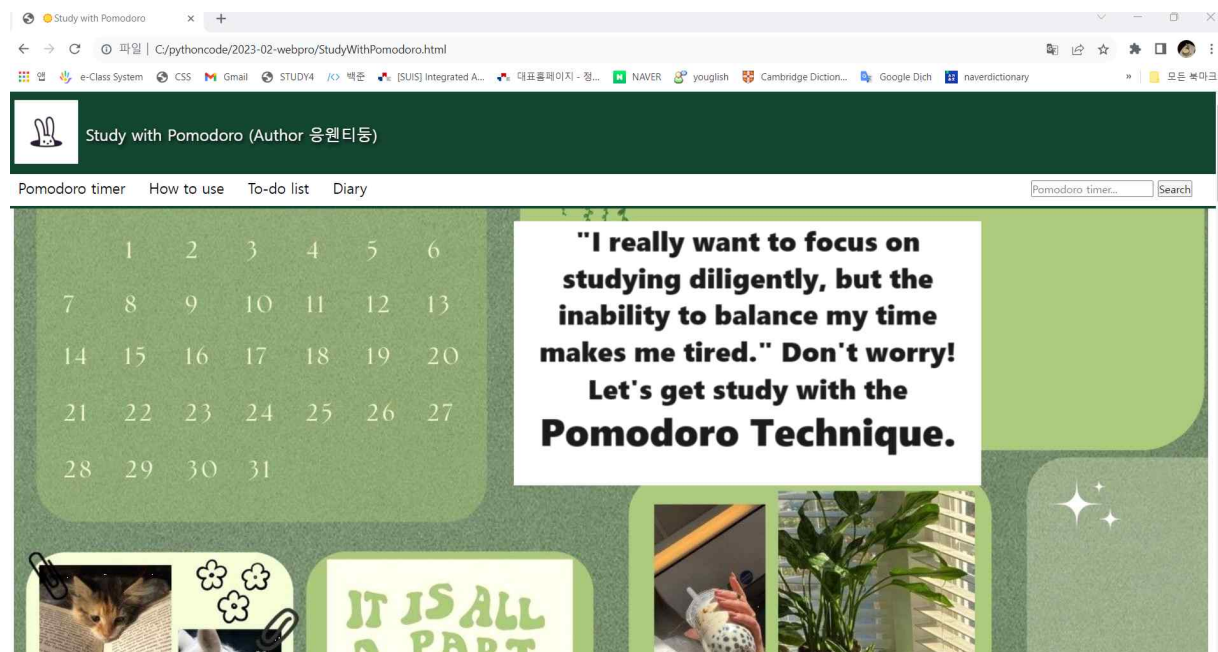 Study with Pomodoro
파일 | C:/pythoncode/2023-02-webpro/StudyWithPomodoro.html
앱 e-Class System CSS Gmail STUDY4 백준 [SUIS] Integrated A... 대표홈페이지 - 정... NAVER youglish Cambridge Diction... Google Dịch naverdictionary » 모든 북마크
Study with Pomodoro (Author 응웬티둥)
Pomodoro timer How to use To-do list Diary Pomodoro timer... Search
1 2 3 4 5 6
7 8 9 10 11 12 13
14 15 16 17 18 19 20
21 22 23 24 25 26 27
28 29 30 31
"I really want to focus on
studying diligently, but the
inability to balance my time
makes me tired." Don't worry!
Let's get study with the
Pomodoro Technique.
IT IS ALL
A PART